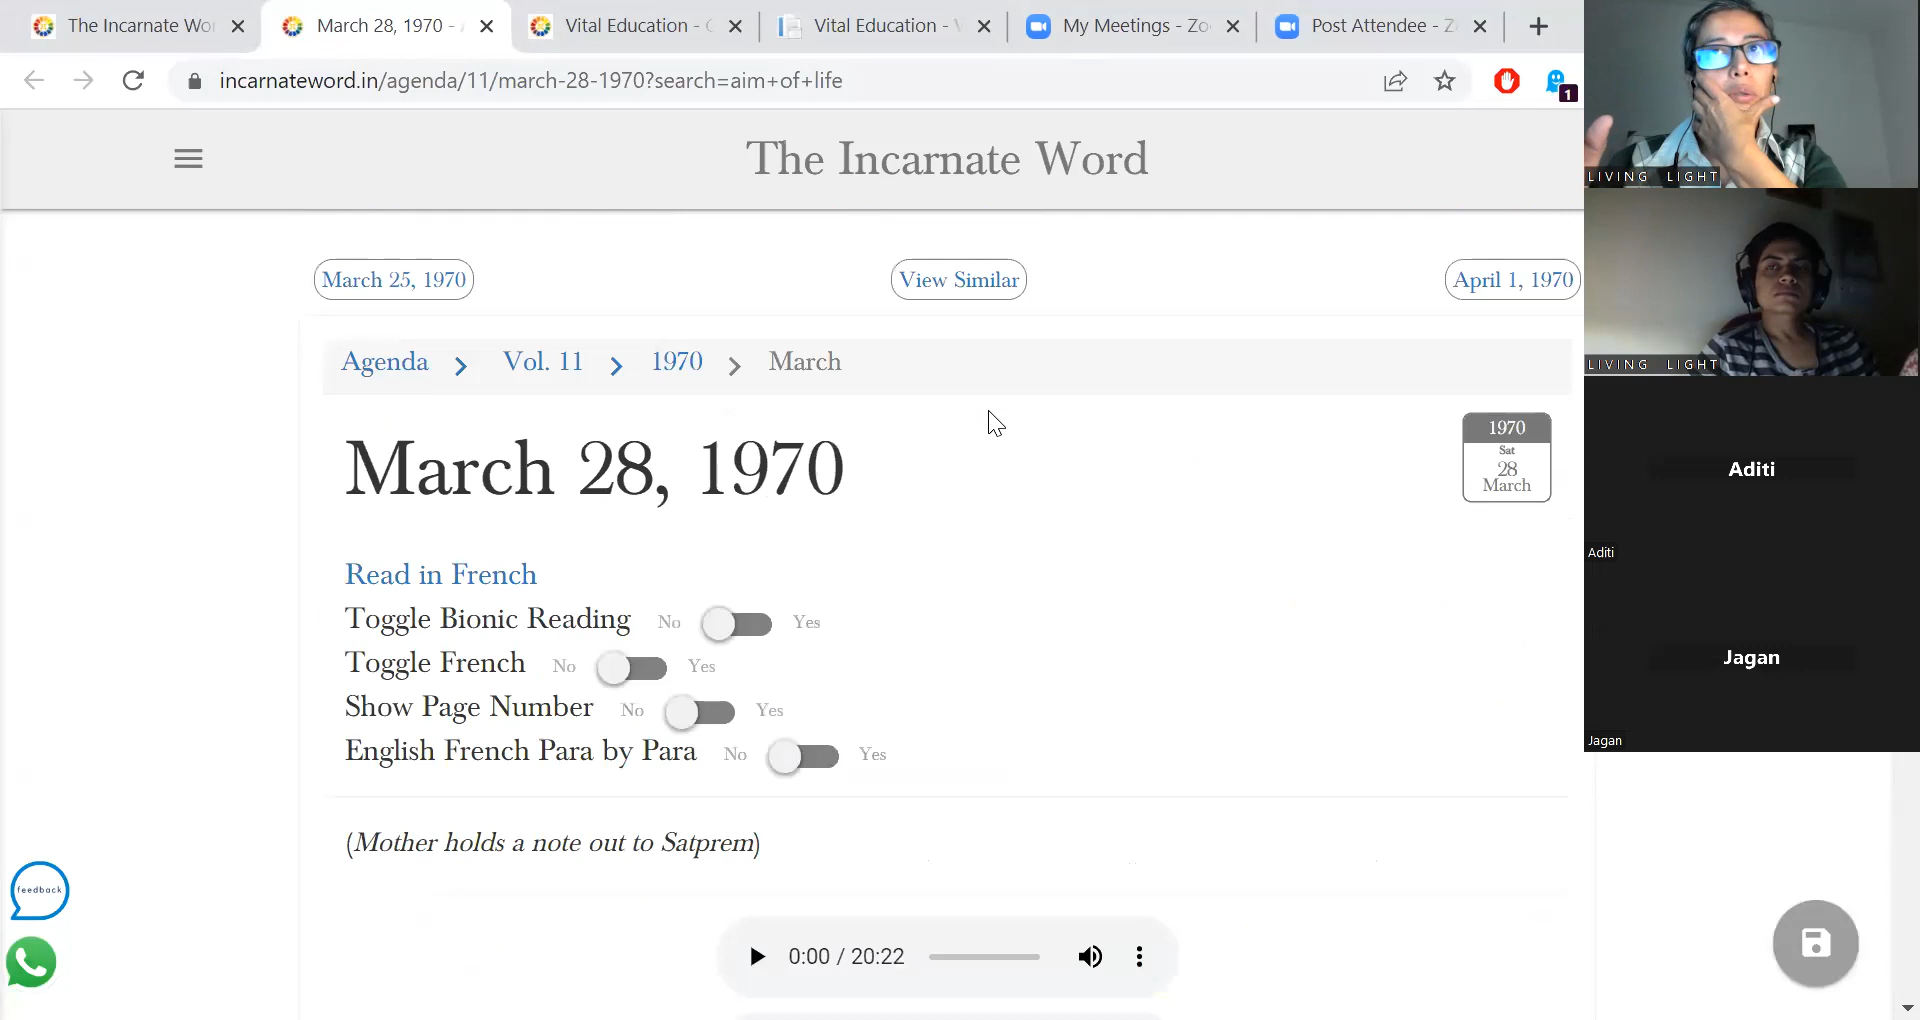 The Incarnate Wo
March 28, 1970 -
Vital Education -
Vital Education -
My Meetings - Zo
Post Attendee - Z
incarnateword.in/agenda/11/march-28-1970?search=aim+of+life
1
The Incarnate Word
March 25, 1970
View Similar
April 1, 1970
Agenda > Vol. 11 > 1970 > March
March 28, 1970
1970
Sat
28
March
Read in French
Toggle Bionic Reading No Yes
Toggle French No Yes
Show Page Number No Yes
English French Para by Para No Yes
(Mother holds a note out to Satprem)
feedback
0:00 / 20:22
LIVING LIGHT
LIVING LIGHT
Aditi
Aditi
Jagan
Jagan